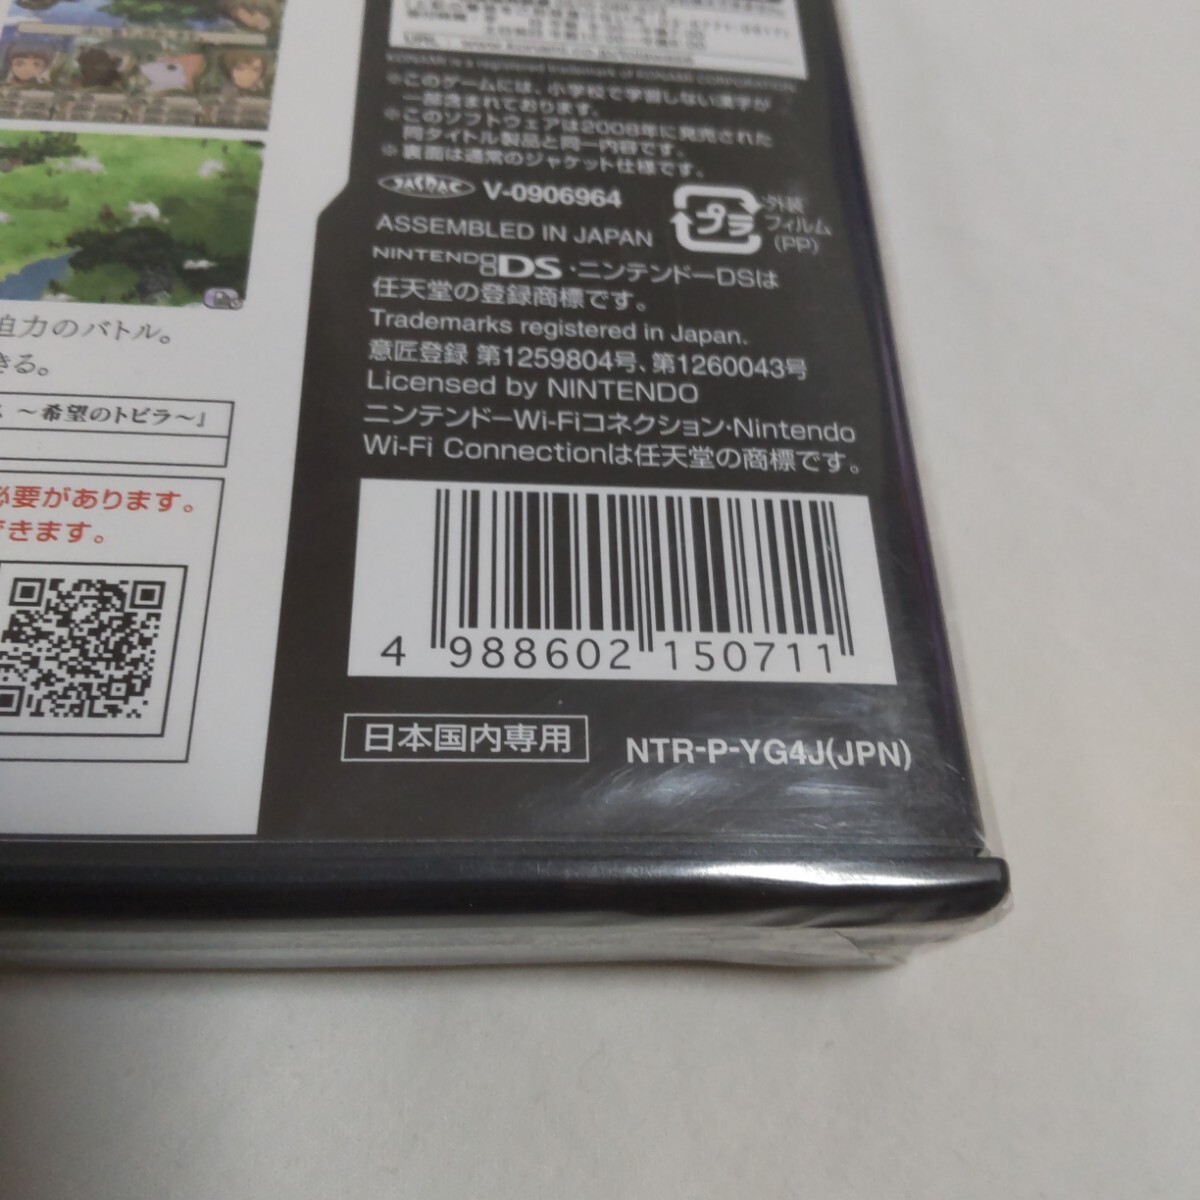 KONAMI is a registered trademark of KONAMI CORPORATION
※このゲームには、小学校で学習しない漢字が
一部含まれております。
※このソフトウェアは2008年に発売された
同タイトル製品と同一内容です。
※裏面は通常のジャケット仕様です。
JASRAC V-0906964
プラ
外装
フィルム
(PP)
ASSEMBLED IN JAPAN
NINTENDO DS・ニンテンドーDSは
任天堂の登録商標です。
Trademarks registered in Japan.
意匠登録 第1259804号、第1260043号
Licensed by NINTENDO
ニンテンドーWi-Fiコネクション・Nintendo
Wi-Fi Connectionは任天堂の商標です。
4 988602 150711
日本国内専用
NTR-P-YG4J(JPN)
迫力のバトル。
きる。
～希望のトビラ～』
必要があります。
できます。